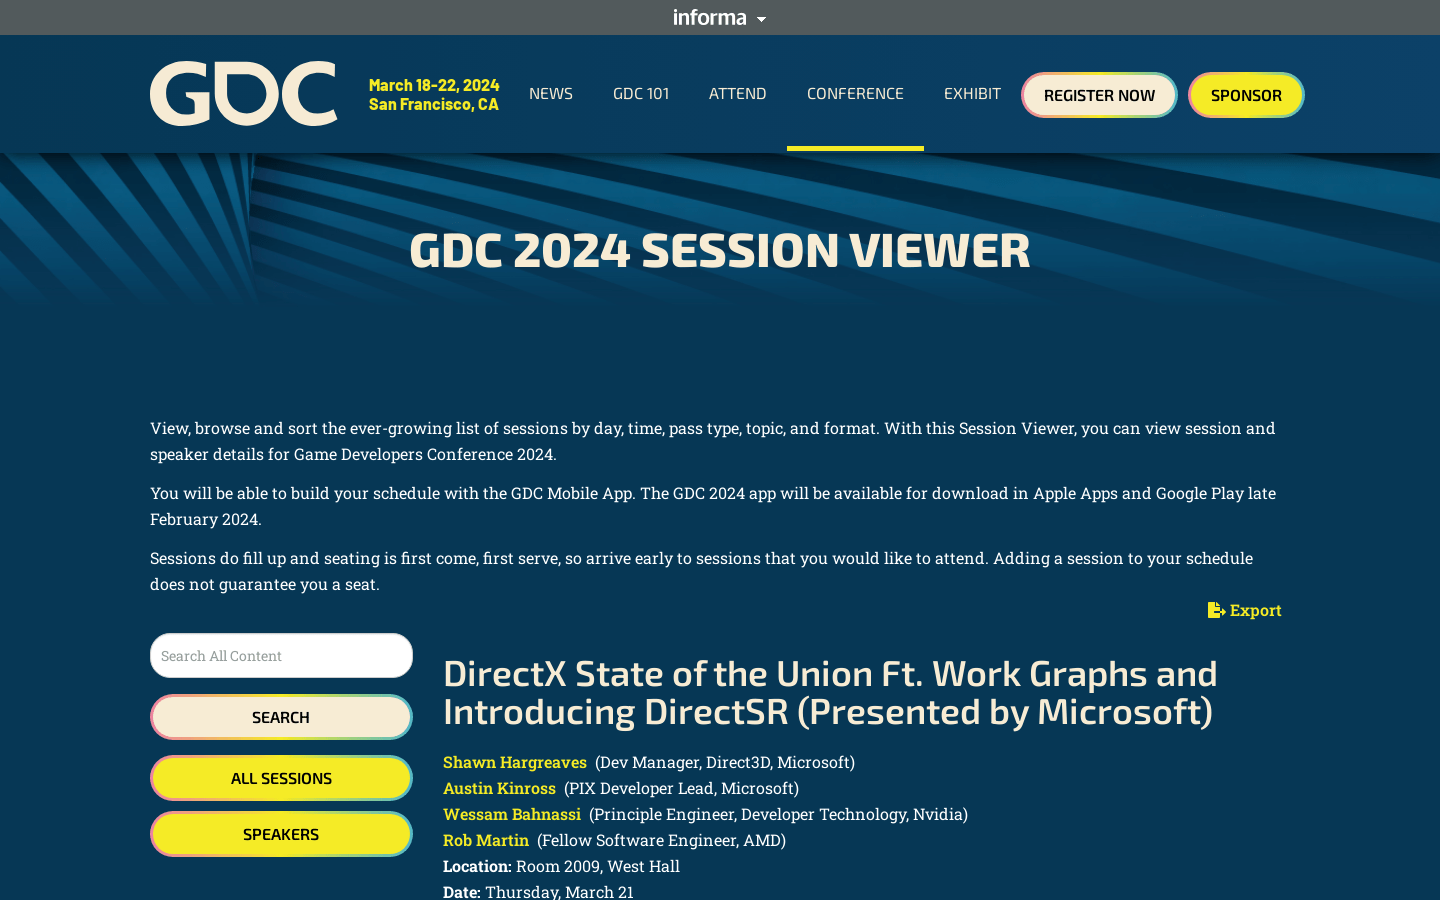 informa
GDC
March 18-22, 2024
San Francisco, CA
NEWS
GDC 101
ATTEND
CONFERENCE
EXHIBIT
REGISTER NOW
SPONSOR
GDC 2024 SESSION VIEWER
View, browse and sort the ever-growing list of sessions by day, time, pass type, topic, and format. With this Session Viewer, you can view session and
speaker details for Game Developers Conference 2024.
You will be able to build your schedule with the GDC Mobile App. The GDC 2024 app will be available for download in Apple Apps and Google Play late
February 2024.
Sessions do fill up and seating is first come, first serve, so arrive early to sessions that you would like to attend. Adding a session to your schedule
does not guarantee you a seat.
Export
Search All Content
SEARCH
ALL SESSIONS
SPEAKERS
DirectX State of the Union Ft. Work Graphs and
Introducing DirectSR (Presented by Microsoft)
Shawn Hargreaves (Dev Manager, Direct3D, Microsoft)
Austin Kinross (PIX Developer Lead, Microsoft)
Wessam Bahnassi (Principle Engineer, Developer Technology, Nvidia)
Rob Martin (Fellow Software Engineer, AMD)
Location: Room 2009, West Hall
Date: Thursday, March 21